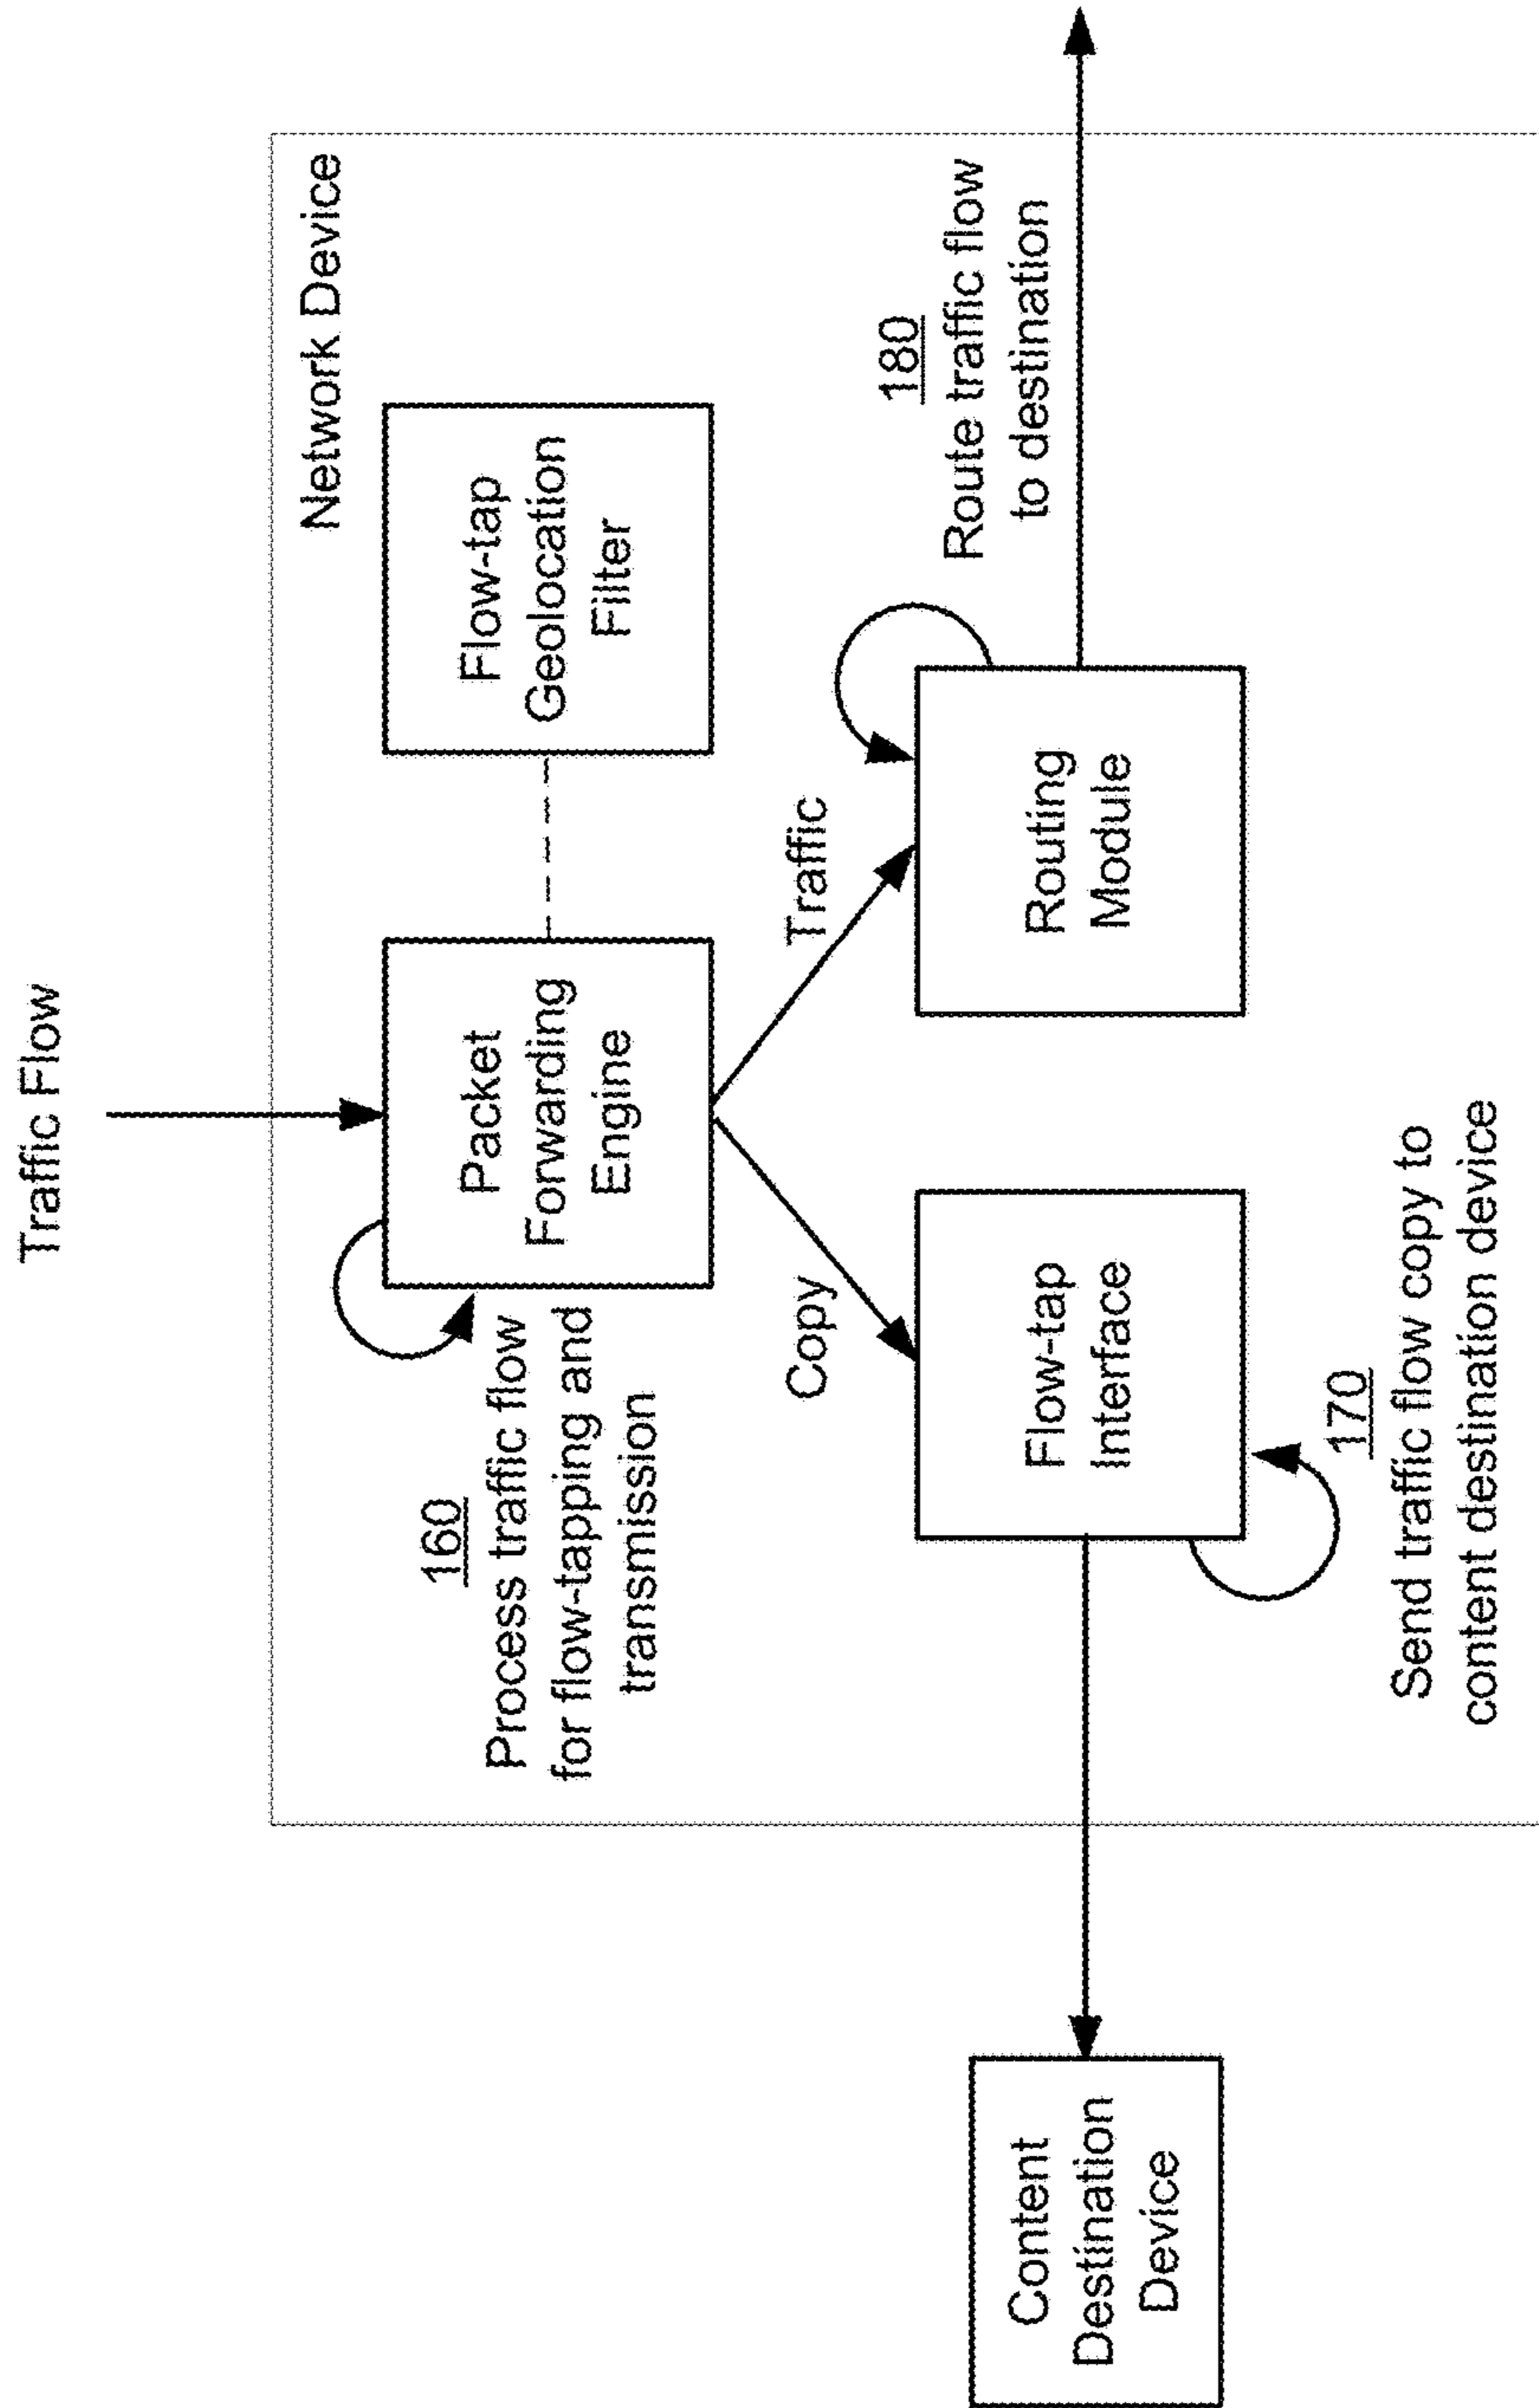 Traffic Flow
Network Device
160
Process traffic flow
for flow-tapping and
transmission
Packet
Forwarding
Engine
Flow-tap
Geolocation
Filter
Copy
Traffic
180
Route traffic flow
to destination
Content
Destination
Device
Flow-tap
Interface
Routing
Module
170
Send traffic flow copy to
content destination device